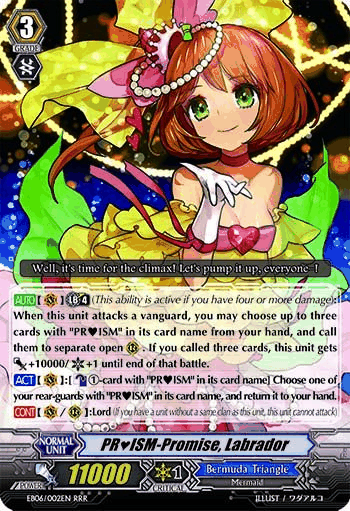 3
GRADE
Well, it's time for the climax! Let's pump it up, everyone~!
AUTO [ V ] LB 4 (This ability is active if you have four or more damage):
When this unit attacks a vanguard, you may choose up to three
cards with "PR♥ISM" in its card name from your hand, and call
them to separate open R . If you called three cards, this unit gets
+10000/ +1 until end of that battle.
ACT [ V ]:[ ①-card with "PR♥ISM" in its card name] Choose one of
your rear-guards with "PR♥ISM" in its card name, and return it to your hand.
CONT [ V / R ]:Lord (If you have a unit without a same clan as this unit, this unit cannot attack)
NORMAL UNIT
PR♥ISM-Promise, Labrador
POWER
11000
1
CRITICAL
Bermuda Triangle
Mermaid
EB06/002EN RRR
ILLUST / ワダアルコ